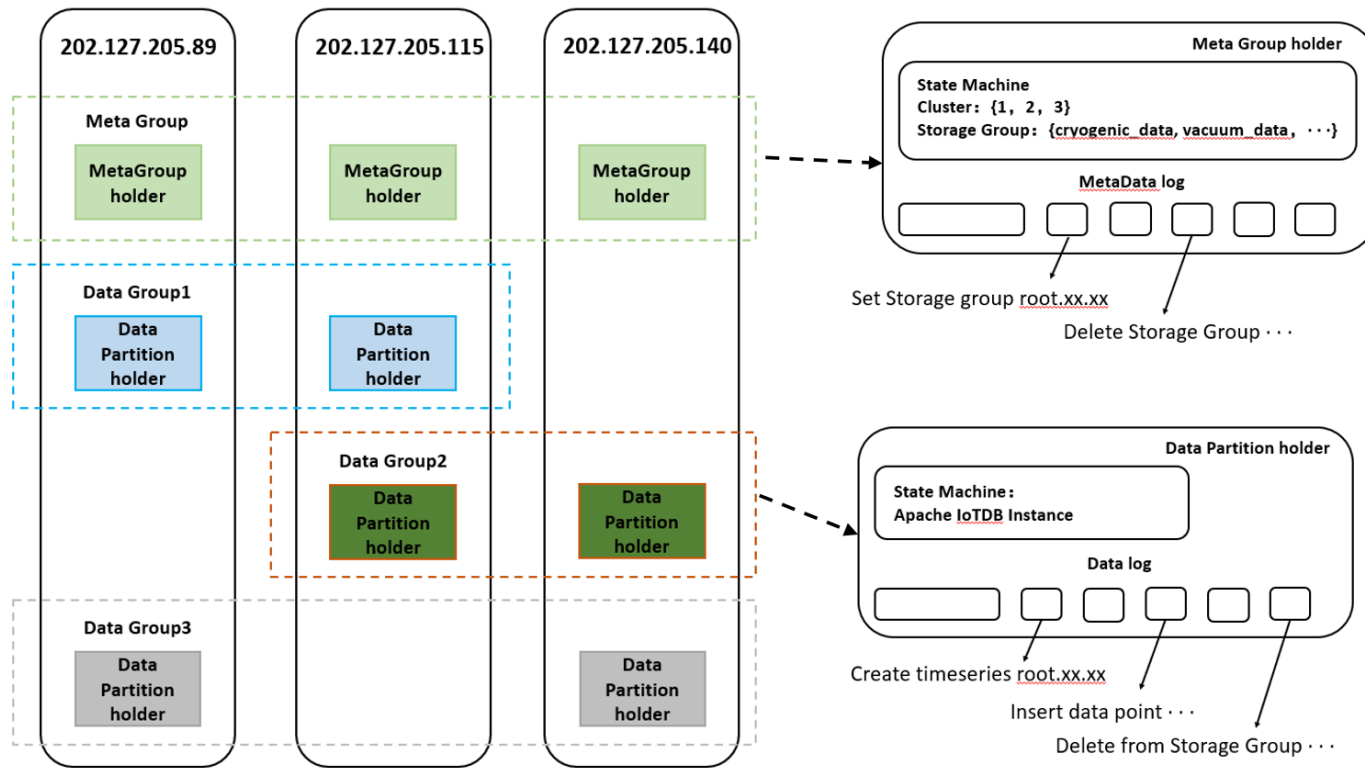 202.127.205.89
202.127.205.115
202.127.205.140
Meta Group
MetaGroup
holder
MetaGroup
holder
MetaGroup
holder
Data Group1
Data
Partition
holder
Data
Partition
holder
Data Group2
Data
Partition
holder
Data
Partition
holder
Data Group3
Data
Partition
holder
Data
Partition
holder
Meta Group holder
State Machine
Cluster: {1, 2, 3}
Storage Group: {cryogenic_data, vacuum_data, ···}
MetaData log
Set Storage group root.xx.xx
Delete Storage Group ···
Data Partition holder
State Machine:
Apache IoTDB Instance
Data log
Create timeseries root.xx.xx
Insert data point ···
Delete from Storage Group ···